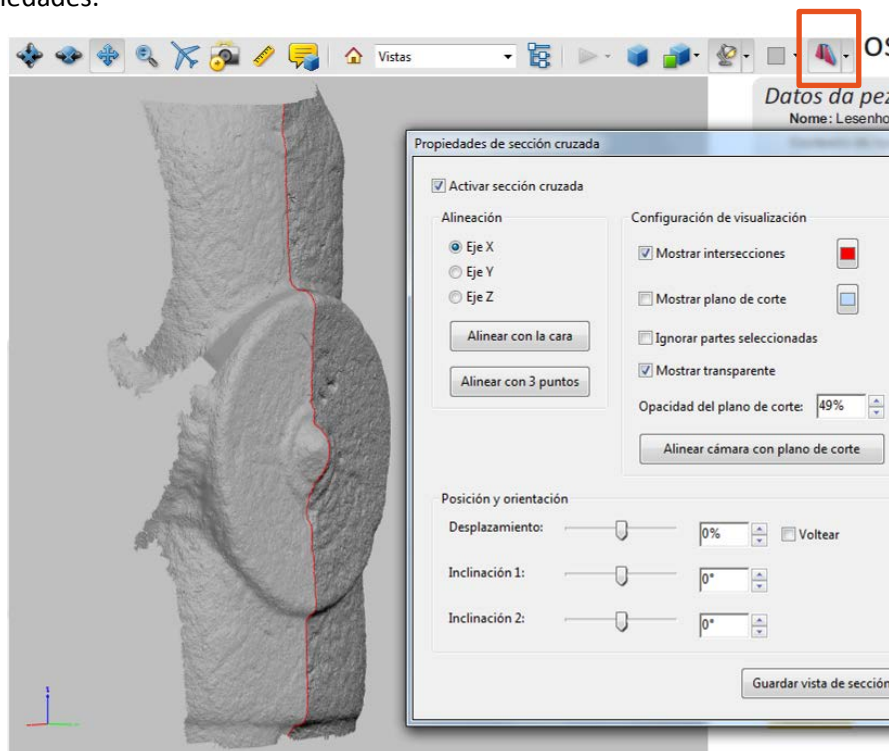 iedades:
Vistas
os
Datos da pez
Nome: Lesenho
Propiedades de sección cruzada
Activar sección cruzada
Alineación
Eje X
Eje Y
Eje Z
Alinear con la cara
Alinear con 3 puntos
Configuración de visualización
Mostrar intersecciones
Mostrar plano de corte
Ignorar partes seleccionadas
Mostrar transparente
Opacidad del plano de corte: 49%
Alinear cámara con plano de corte
Posición y orientación
Desplazamiento: 0% Voltear
Inclinación 1: 0°
Inclinación 2: 0°
Guardar vista de sección